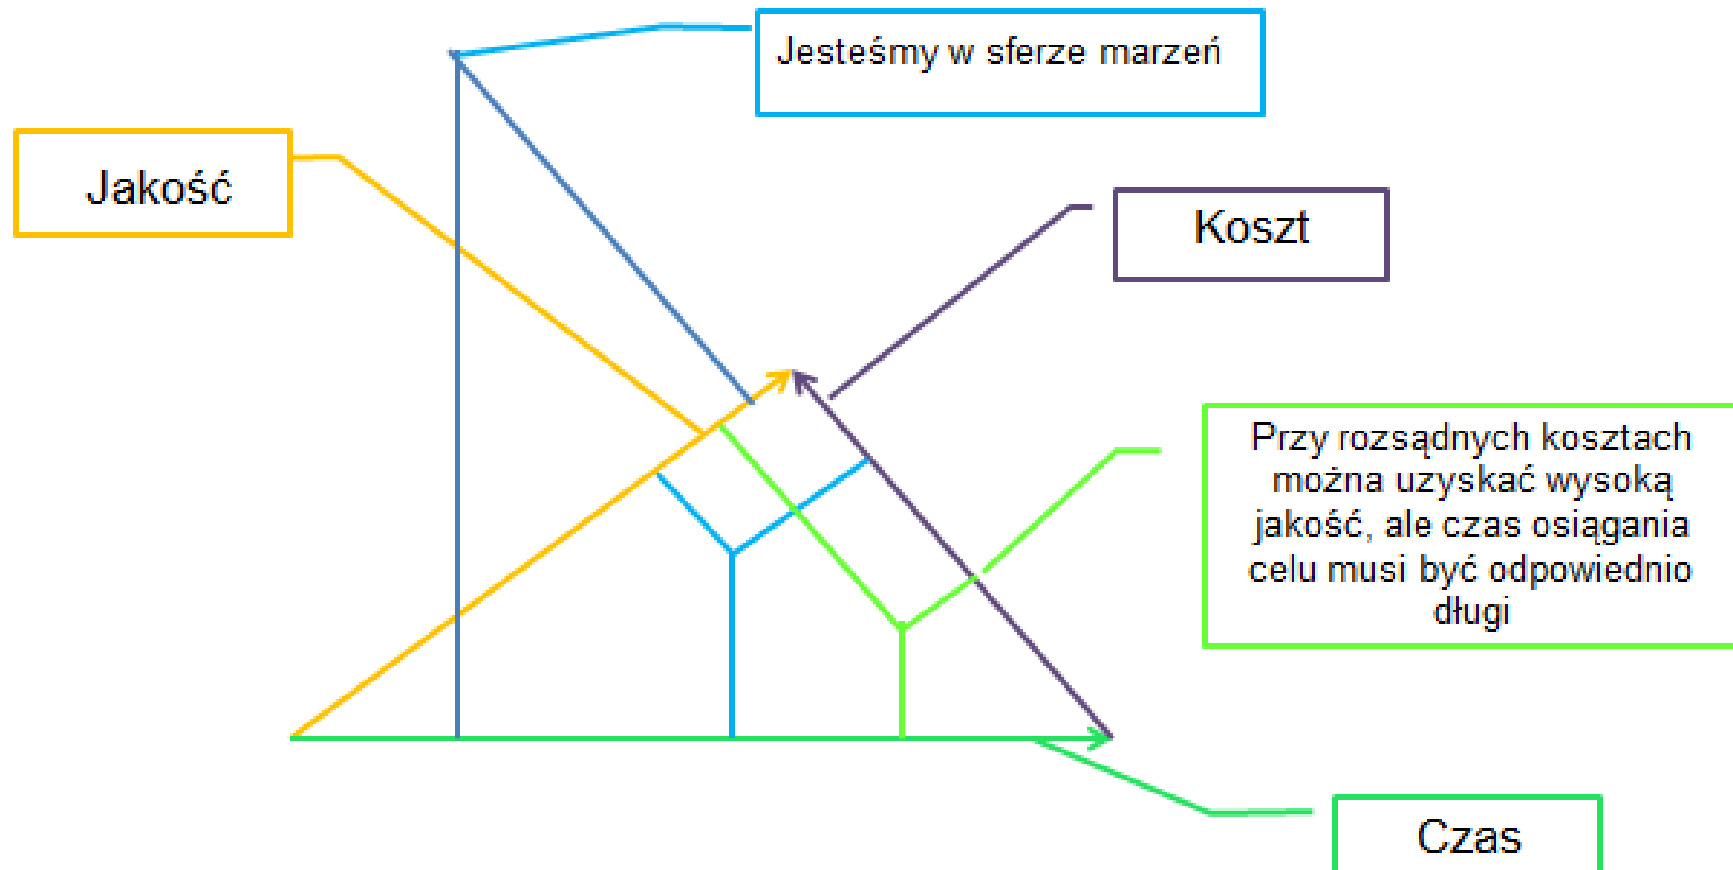 Jesteśmy w sferze marzeń
Jakość
Koszt
Przy rozsądnych kosztach
można uzyskać wysoką
jakość, ale czas osiągania
celu musi być odpowiednio
długi
Czas